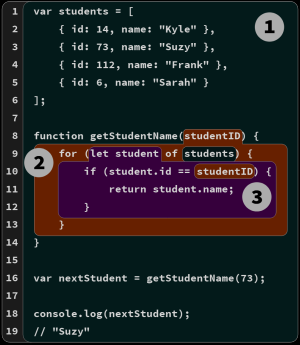 1 var students = [
2     { id: 14, name: "Kyle" },
3     { id: 73, name: "Suzy" },
4     { id: 112, name: "Frank" },
5     { id: 6, name: "Sarah" }
6 ];
7
8 function getStudentName(studentID) {
9     for (let student of students) {
10         if (student.id == studentID) {
11             return student.name;
12         }
13     }
14 }
15
16 var nextStudent = getStudentName(73);
17
18 console.log(nextStudent);
19 // "Suzy"
1
2
3